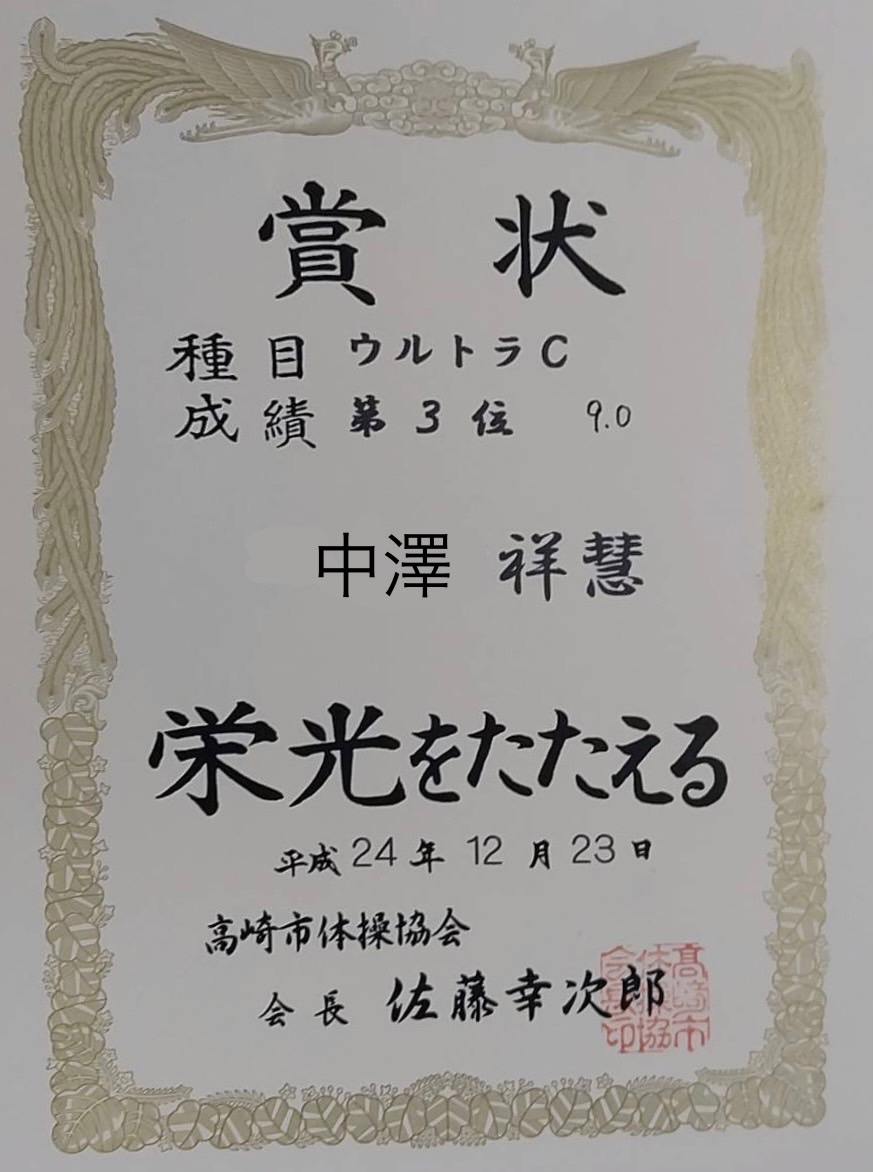 賞状
種目 ウルトラC
成績 第3位 9.0
中澤 祥慧
栄光をたたえる
平成24年12月23日
高崎市体操協会
会長 佐藤幸次郎
高崎市体操協会長印